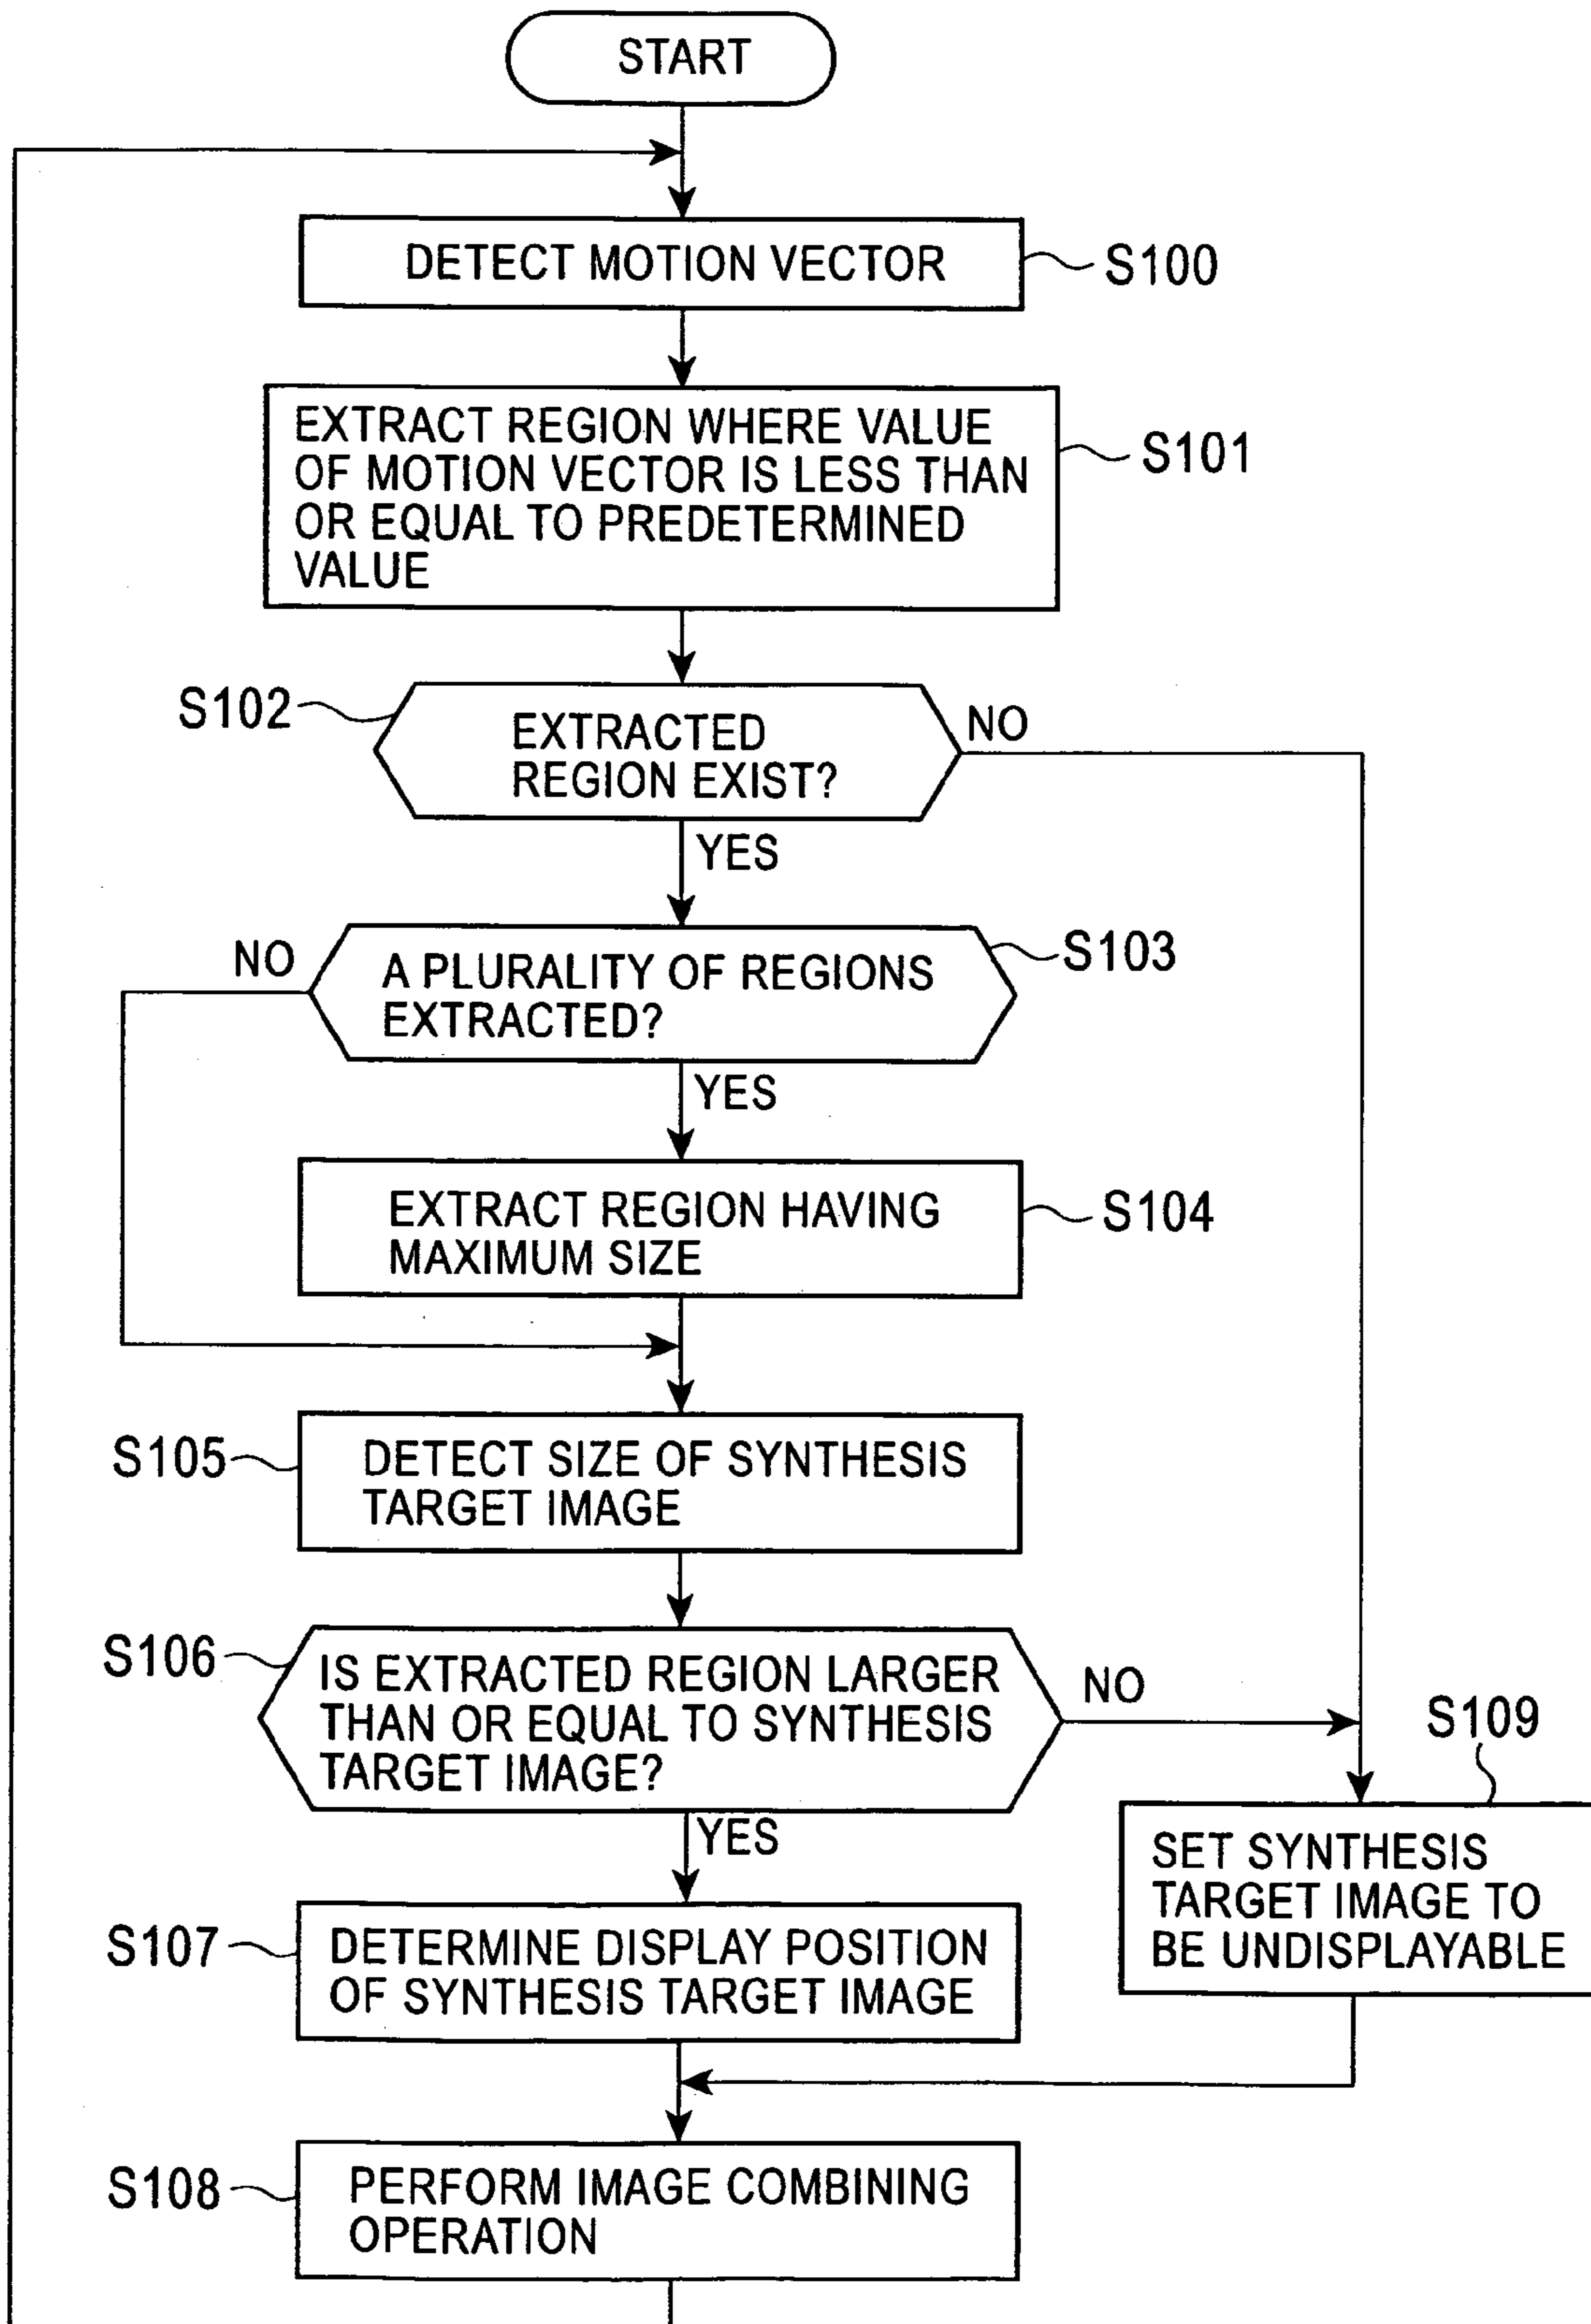 START
DETECT MOTION VECTOR
S100
EXTRACT REGION WHERE VALUE
OF MOTION VECTOR IS LESS THAN
OR EQUAL TO PREDETERMINED
VALUE
S101
S102
EXTRACTED
REGION EXIST?
NO
YES
NO
A PLURALITY OF REGIONS
EXTRACTED?
S103
YES
EXTRACT REGION HAVING
MAXIMUM SIZE
S104
S105
DETECT SIZE OF SYNTHESIS
TARGET IMAGE
S106
IS EXTRACTED REGION LARGER
THAN OR EQUAL TO SYNTHESIS
TARGET IMAGE?
NO
YES
S109
SET SYNTHESIS
TARGET IMAGE TO
BE UNDISPLAYABLE
S107
DETERMINE DISPLAY POSITION
OF SYNTHESIS TARGET IMAGE
S108
PERFORM IMAGE COMBINING
OPERATION